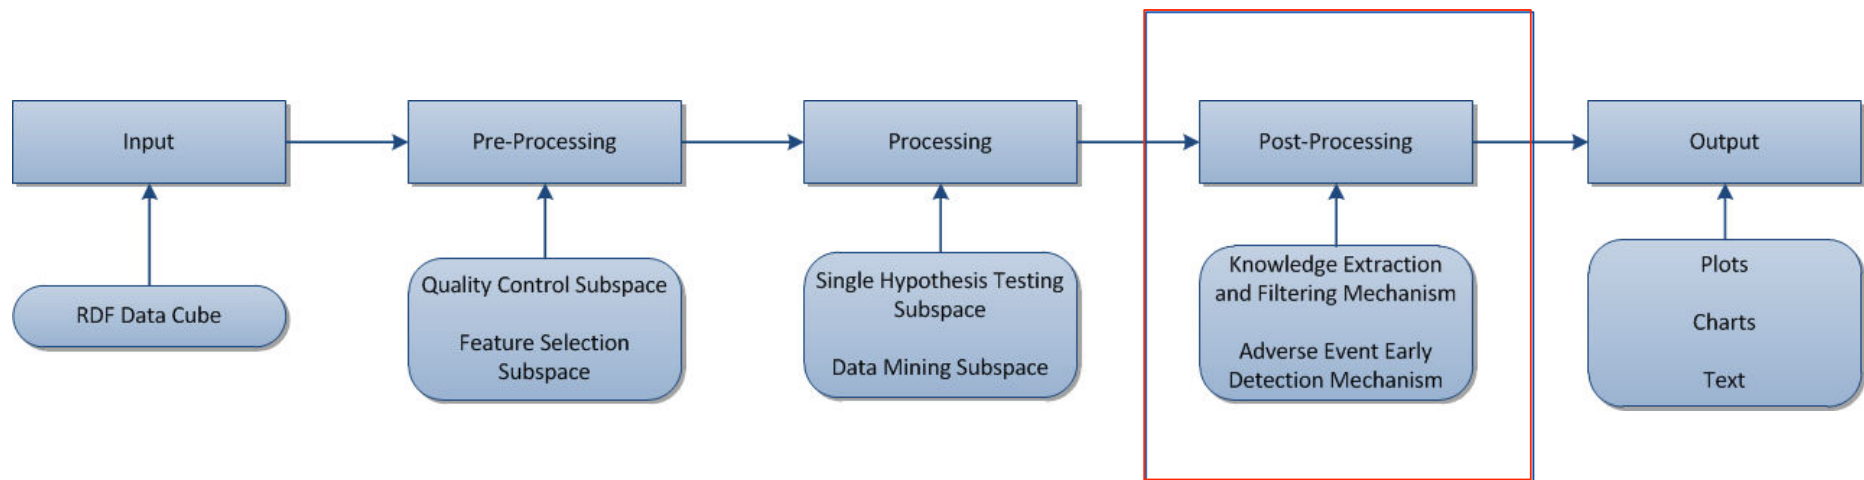 Input
Pre-Processing
Processing
Post-Processing
Output
RDF Data Cube
Quality Control Subspace
Feature Selection
Subspace
Single Hypothesis Testing
Subspace
Data Mining Subspace
Knowledge Extraction
and Filtering Mechanism
Adverse Event Early
Detection Mechanism
Plots
Charts
Text